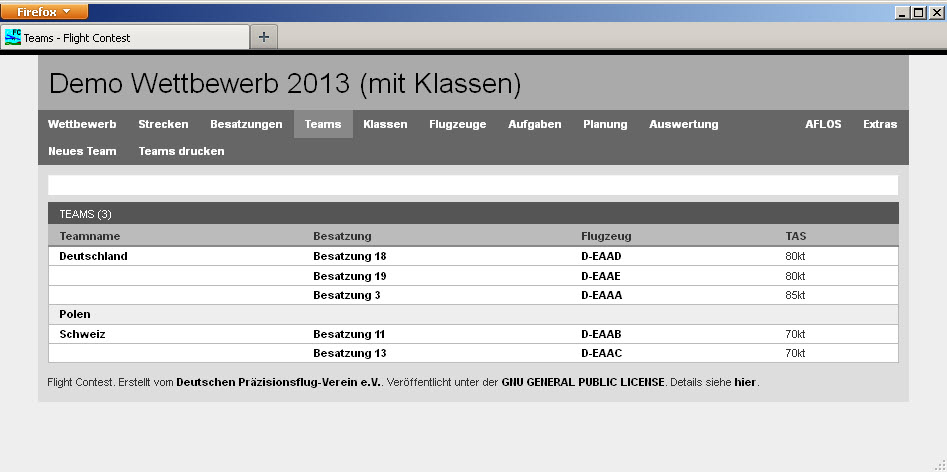 Firefox
Teams - Flight Contest
Demo Wettbewerb 2013 (mit Klassen)
Wettbewerb Strecken Besatzungen Teams Klassen Flugzeuge Aufgaben Planung Auswertung AFLOS Extras
Neues Team Teams drucken
TEAMS (3)
Teamname Besatzung Flugzeug TAS
Deutschland Besatzung 18 D-EAAD 80kt
Besatzung 19 D-EAAE 80kt
Besatzung 3 D-EAAA 85kt
Polen
Schweiz Besatzung 11 D-EAAB 70kt
Besatzung 13 D-EAAC 70kt
Flight Contest. Erstellt vom Deutschen Präzisionsflug-Verein e.V.. Veröffentlicht unter der GNU GENERAL PUBLIC LICENSE. Details siehe hier.